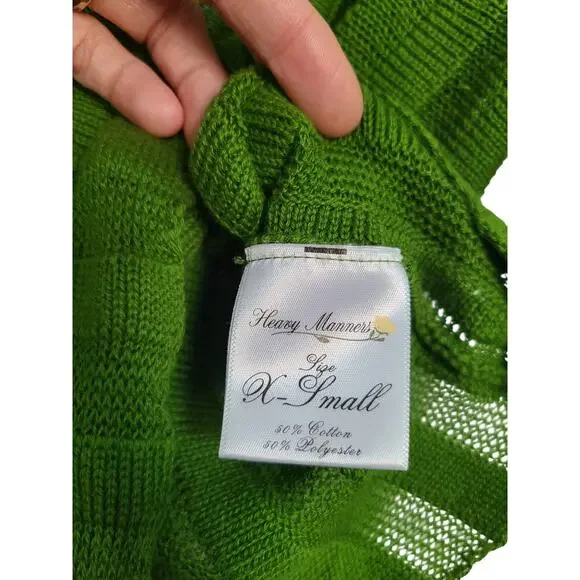 Heavy Manners
Size
X-Small
50% Cotton
50% Polyester